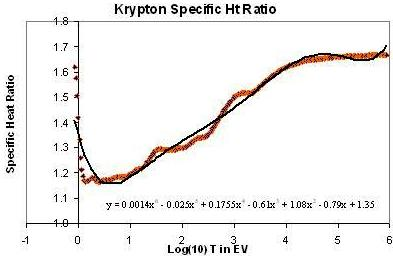 Krypton Specific Ht Ratio
1.8
1.7
1.6
1.5
1.4
1.3
1.2
1.1
1.0
Specific Heat Ratio
y = 0.0014x⁶ - 0.025x⁵ + 0.1755x⁴ - 0.61x³ + 1.08x² - 0.79x + 1.35
-1 0 1 2 3 4 5 6
Log(10) T in EV